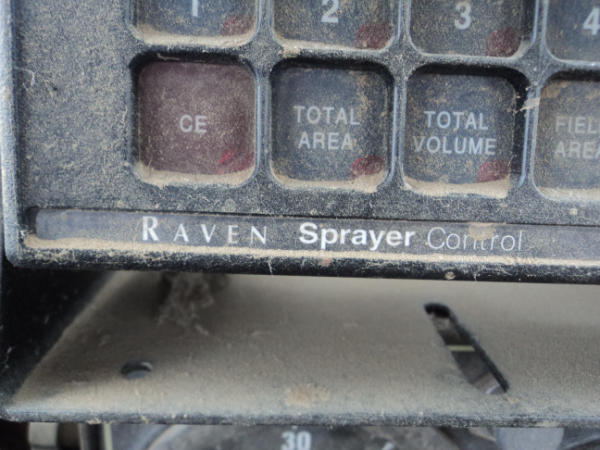 1 2 3 4
CE TOTAL AREA TOTAL VOLUME FIELD AREA
RAVEN Sprayer Control
30